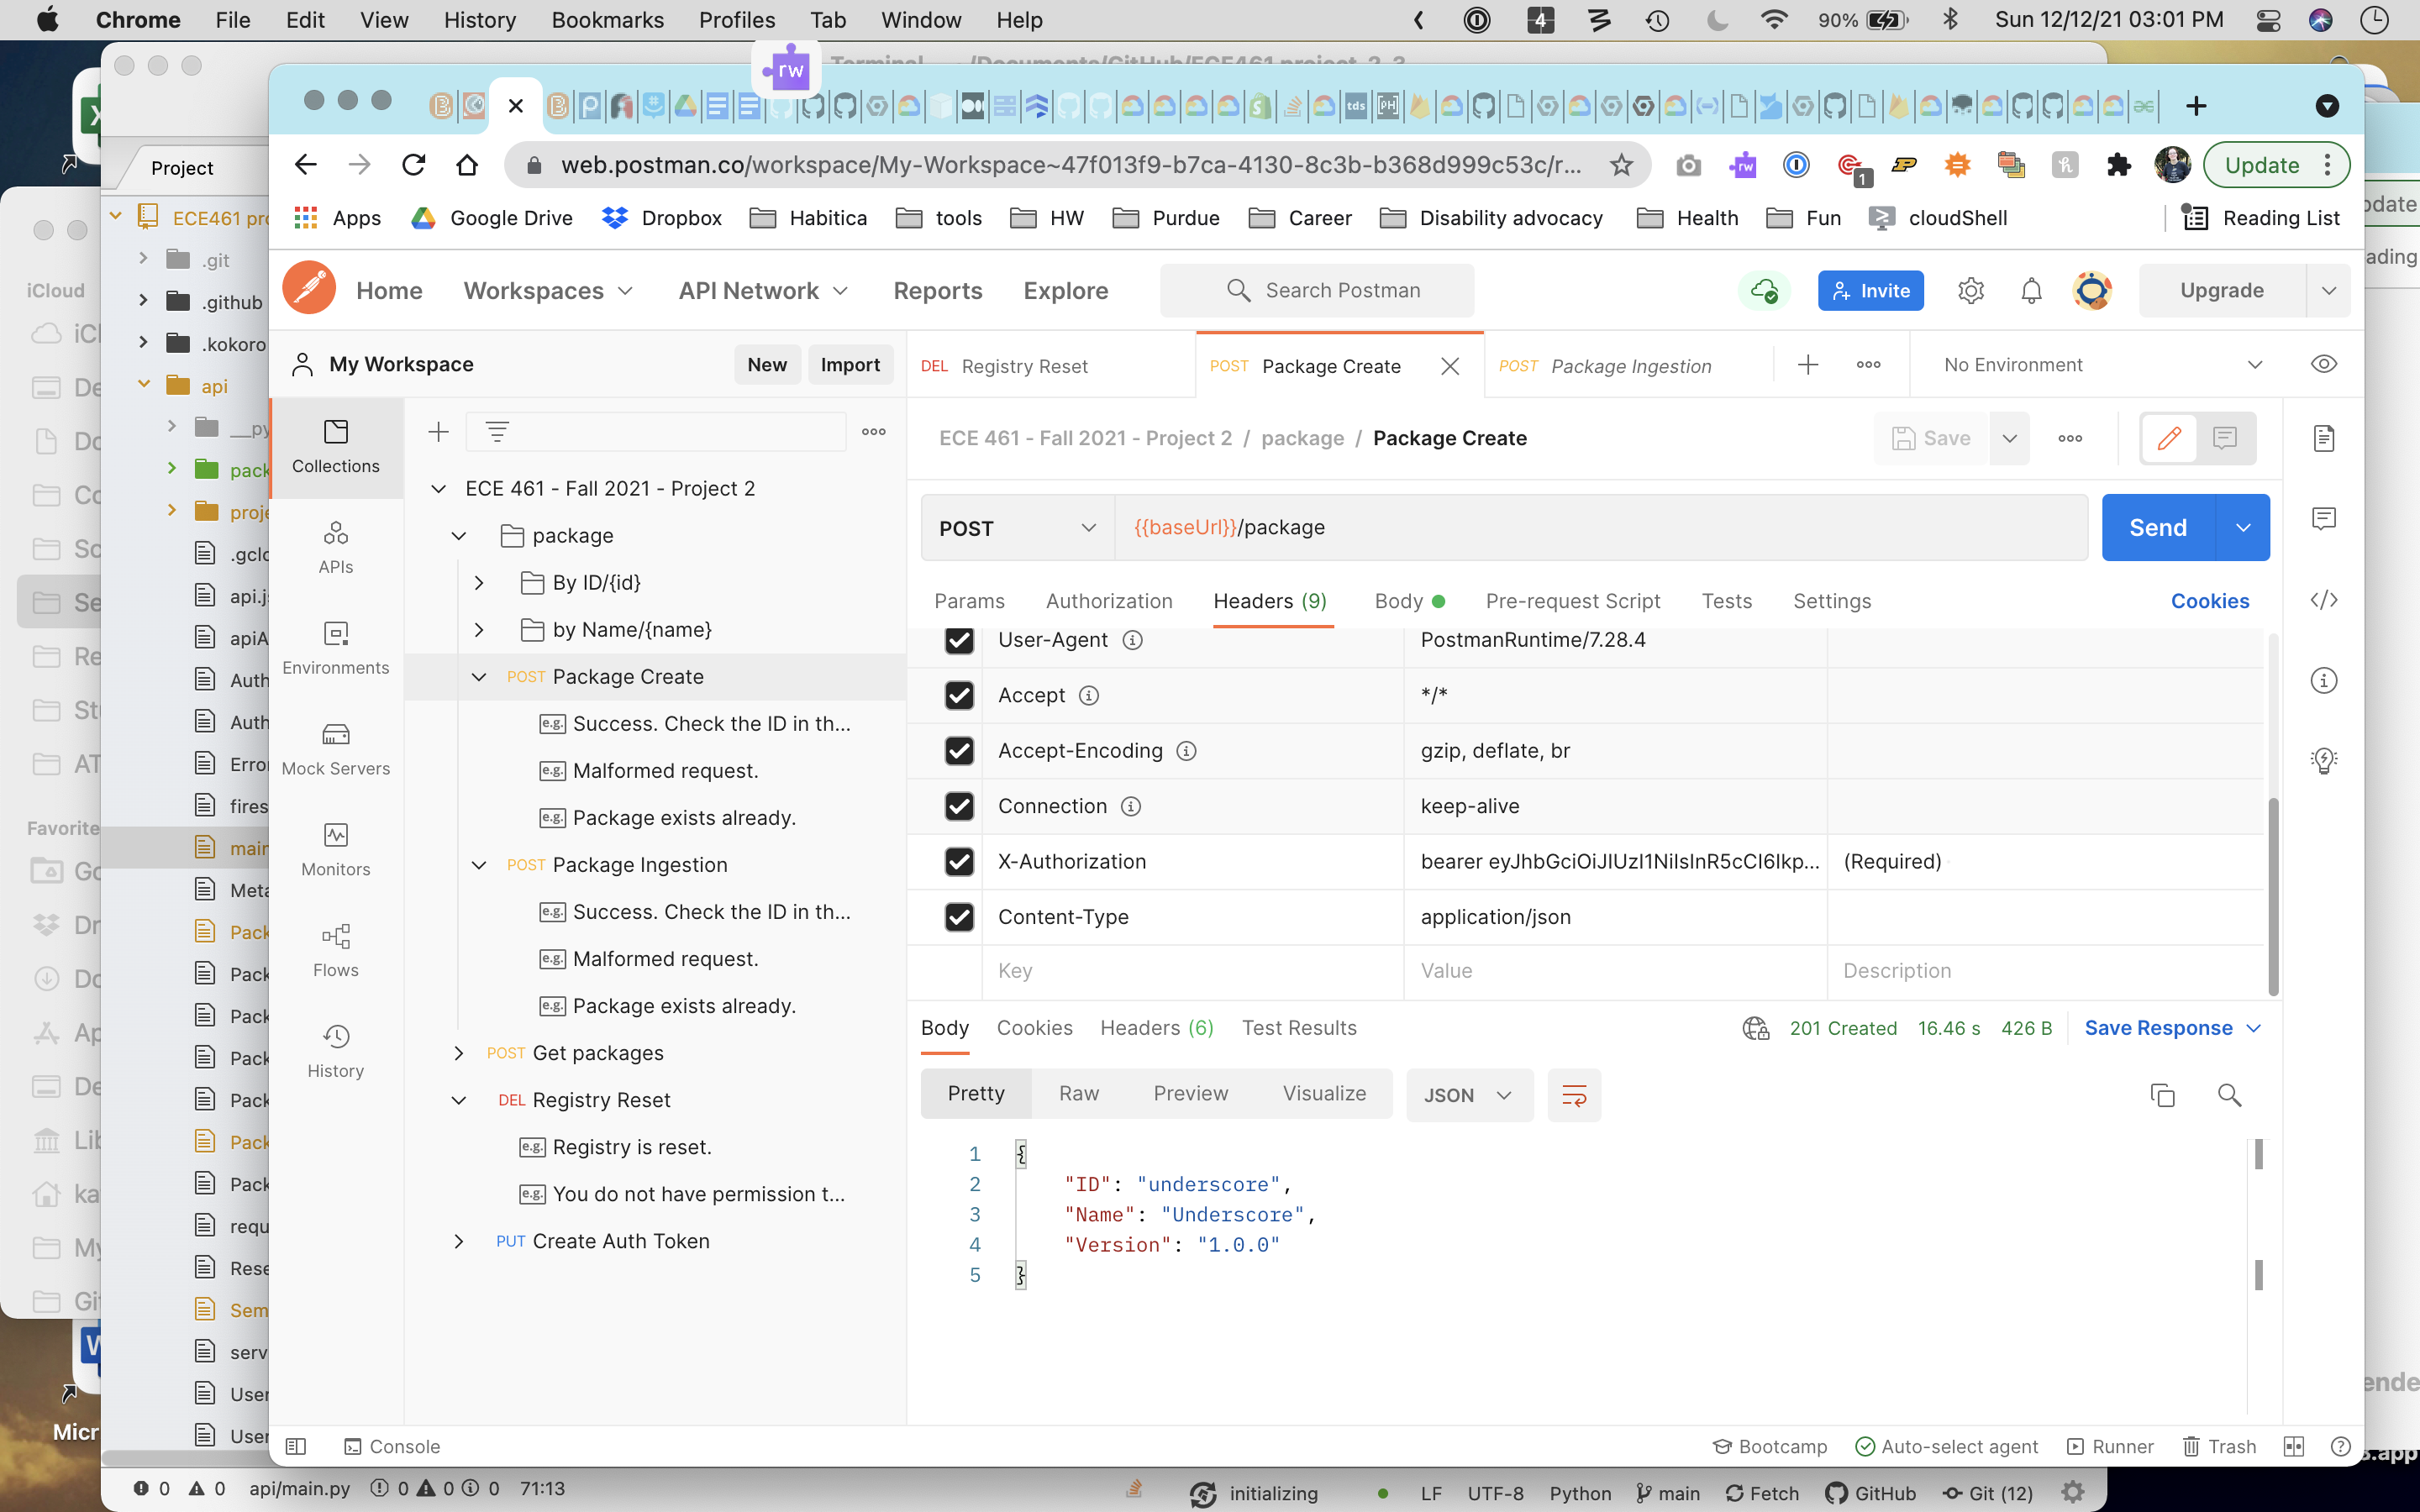 Chrome File Edit View History Bookmarks Profiles Tab Window Help
4 90% Sun 12/12/21 03:01 PM
rw
Project
web.postman.co/workspace/My-Workspace~47f013f9-b7ca-4130-8c3b-b368d999c53c/r...
rw 1 Update
Apps Google Drive Dropbox Habitica tools HW Purdue Career Disability advocacy Health Fun cloudShell Reading List
Home Workspaces API Network Reports Explore Search Postman Invite Upgrade
My Workspace New Import DEL Registry Reset POST Package Create POST Package Ingestion No Environment
ECE 461 - Fall 2021 - Project 2 / package / Package Create Save
POST {{baseUrl}}/package Send
Params Authorization Headers (9) Body Pre-request Script Tests Settings Cookies
User-Agent PostmanRuntime/7.28.4
Accept */*
Accept-Encoding gzip, deflate, br
Connection keep-alive
X-Authorization bearer eyJhbGciOiJIUzI1NiIsInR5cCI6Ikp... (Required)
Content-Type application/json
Key Value Description
Body Cookies Headers (6) Test Results 201 Created 16.46 s 426 B Save Response
Pretty Raw Preview Visualize JSON
1 {
2 "ID": "underscore",
3 "Name": "Underscore",
4 "Version": "1.0.0"
5 }
Collections
APIs
Environments
Mock Servers
Monitors
Flows
History
ECE 461 - Fall 2021 - Project 2
package
By ID/{id}
by Name/{name}
POST Package Create
e.g. Success. Check the ID in th...
e.g. Malformed request.
e.g. Package exists already.
POST Package Ingestion
e.g. Success. Check the ID in th...
e.g. Malformed request.
e.g. Package exists already.
POST Get packages
DEL Registry Reset
e.g. Registry is reset.
e.g. You do not have permission t...
PUT Create Auth Token
Console Bootcamp Auto-select agent Runner Trash
.git
.github
.kokoro
api
iCloud
0 0 api/main.py 0 0 0 71:13 initializing LF UTF-8 Python main Fetch GitHub Git (12)